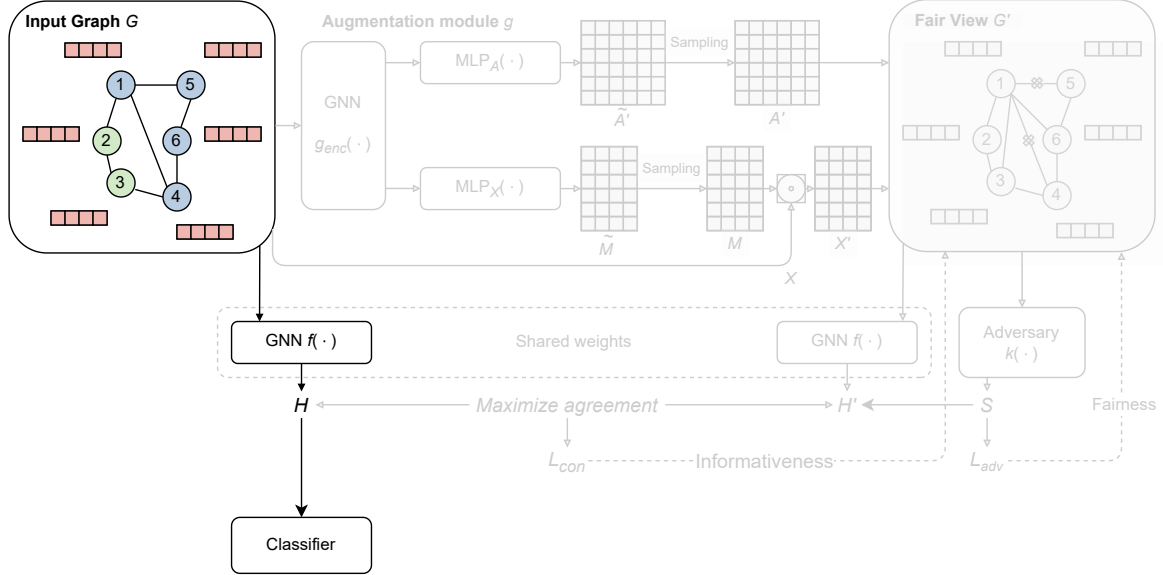 Input Graph G
Augmentation module g
Fair View G'
1
5
2
6
3
4
GNN
g_enc(·)
MLP_A(·)
Sampling
Ã'
A'
MLP_X(·)
Sampling
M̃
M
X'
X
1
5
2
6
3
4
GNN f(·)
Shared weights
GNN f(·)
Adversary
k(·)
H
Maximize agreement
H'
S
Fairness
L_con
Informativeness
L_adv
Classifier